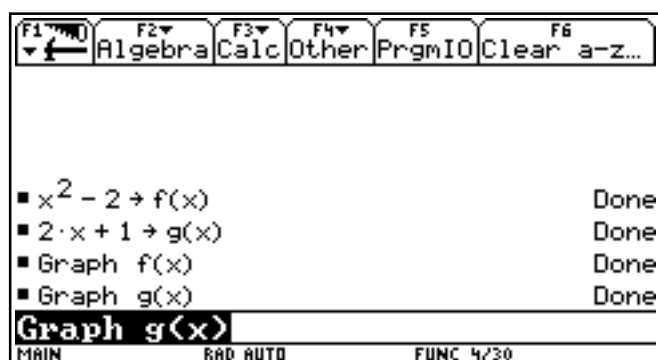 F1▼ F2▼ Algebra F3▼ Calc F4▼ Other F5 PrgmIO F6 Clear a-z…
▪ x² − 2 → f(x) Done
▪ 2·x + 1 → g(x) Done
▪ Graph f(x) Done
▪ Graph g(x) Done
Graph g(x)
MAIN RAD AUTO FUNC 4/30